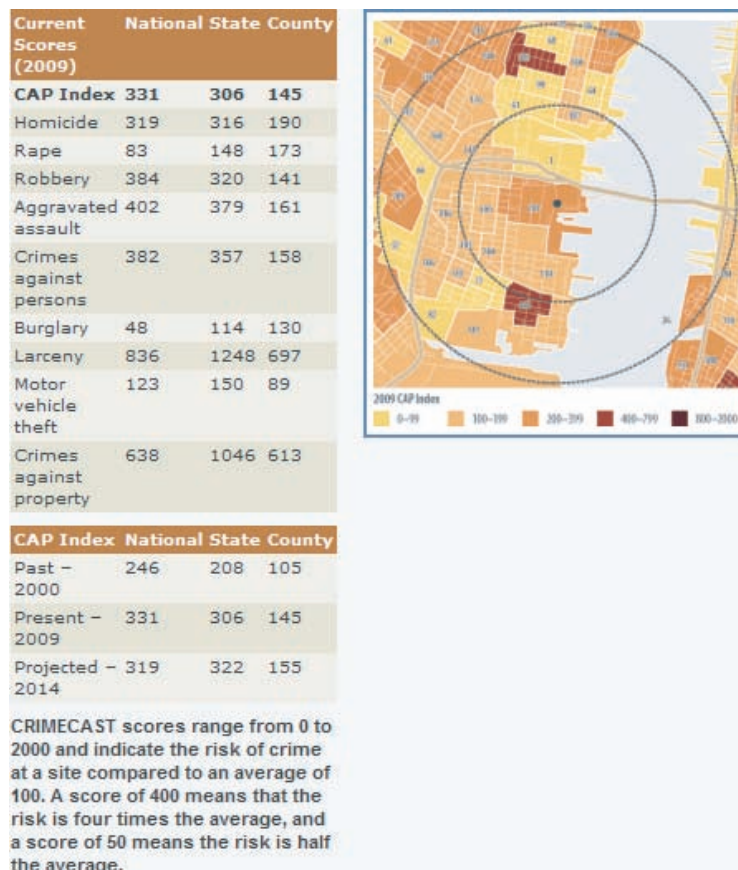 Current National State County
Scores
(2009)
CAP Index 331 306 145
Homicide 319 316 190
Rape 83 148 173
Robbery 384 320 141
Aggravated 402 379 161
assault
Crimes 382 357 158
against
persons
Burglary 48 114 130
Larceny 836 1248 697
Motor 123 150 89
vehicle
theft
Crimes 638 1046 613
against
property
CAP Index National State County
Past – 246 208 105
2000
Present – 331 306 145
2009
Projected – 319 322 155
2014
CRIMECAST scores range from 0 to
2000 and indicate the risk of crime
at a site compared to an average of
100. A score of 400 means that the
risk is four times the average, and
a score of 50 means the risk is half
the average.
2009 CAP Index
0–99 100–199 200–399 400–799 800–2000